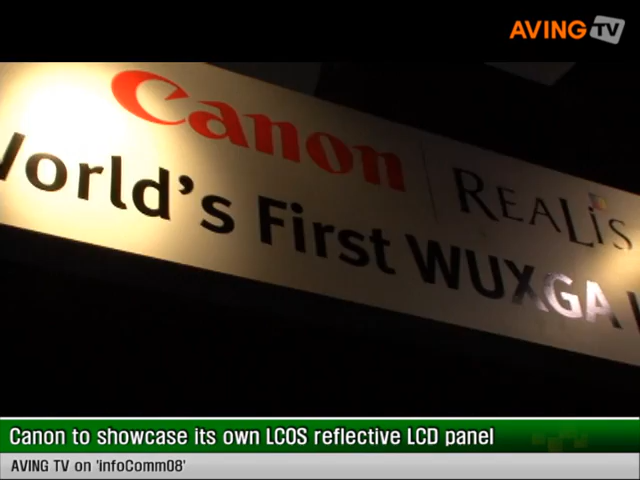 AVING TV
Canon REALiS
World's First WUXGA
Canon to showcase its own LCOS reflective LCD panel
AVING TV on 'infoComm08'